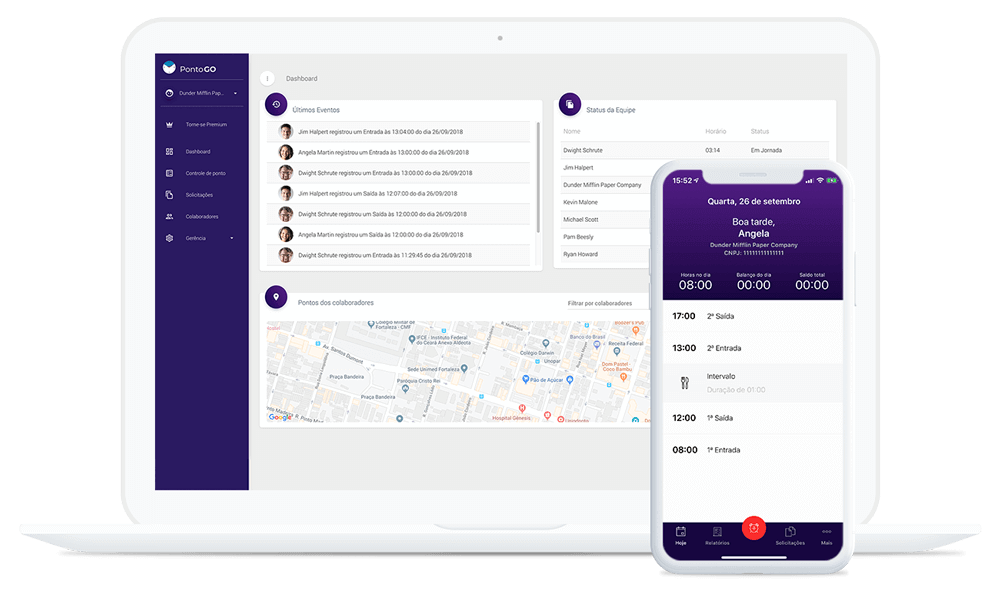 PontoGO
Dunder Mifflin Pap...
Torne-se Premium
Dashboard
Controle de ponto
Solicitações
Colaboradores
Gerência
Dashboard
Últimos Eventos
Jim Halpert registrou um Entrada às 13:04:00 do dia 26/09/2018
Angela Martin registrou um Entrada às 13:00:00 do dia 26/09/2018
Dwight Schrute registrou um Entrada às 13:00:00 do dia 26/09/2018
Jim Halpert registrou um Saída às 12:07:00 do dia 26/09/2018
Dwight Schrute registrou um Saída às 12:00:00 do dia 26/09/2018
Angela Martin registrou um Saída às 12:00:00 do dia 26/09/2018
Dwight Schrute registrou um Entrada às 11:29:45 do dia 26/09/2018
Status da Equipe
Nome Horário Status
Dwight Schrute 03:14 Em Jornada
Jim Halpert
Dunder Mifflin Paper Company
Kevin Malone
Michael Scott
Pam Beesly
Ryan Howard
Pontos dos colaboradores
Filtrar por colaboradores
Colégio Militar de
Fortaleza - CMF
IFCE - Instituto Federal
do Ceará Anexo Aldeota
Av. Santos Dumont
Banco do Brasil
Receita Federal
Colégio Darwin
Unopar
Sede Unimed Fortaleza
Dom Pastel
Coco Bambu
Praça Bandeira
Paróquia Cristo Rei
Pão de Açúcar
Praça Bandeira
Hospital Gênesis
Google
15:52
Quarta, 26 de setembro
Boa tarde,
Angela
Dunder Mifflin Paper Company
CNPJ: 11111111111111
Horas no dia Balanço do dia Saldo total
08:00 00:00 00:00
17:00 2ª Saída
13:00 2ª Entrada
Intervalo
Duração de 01:00
12:00 1ª Saída
08:00 1ª Entrada
Hoje Relatórios Solicitações Mais